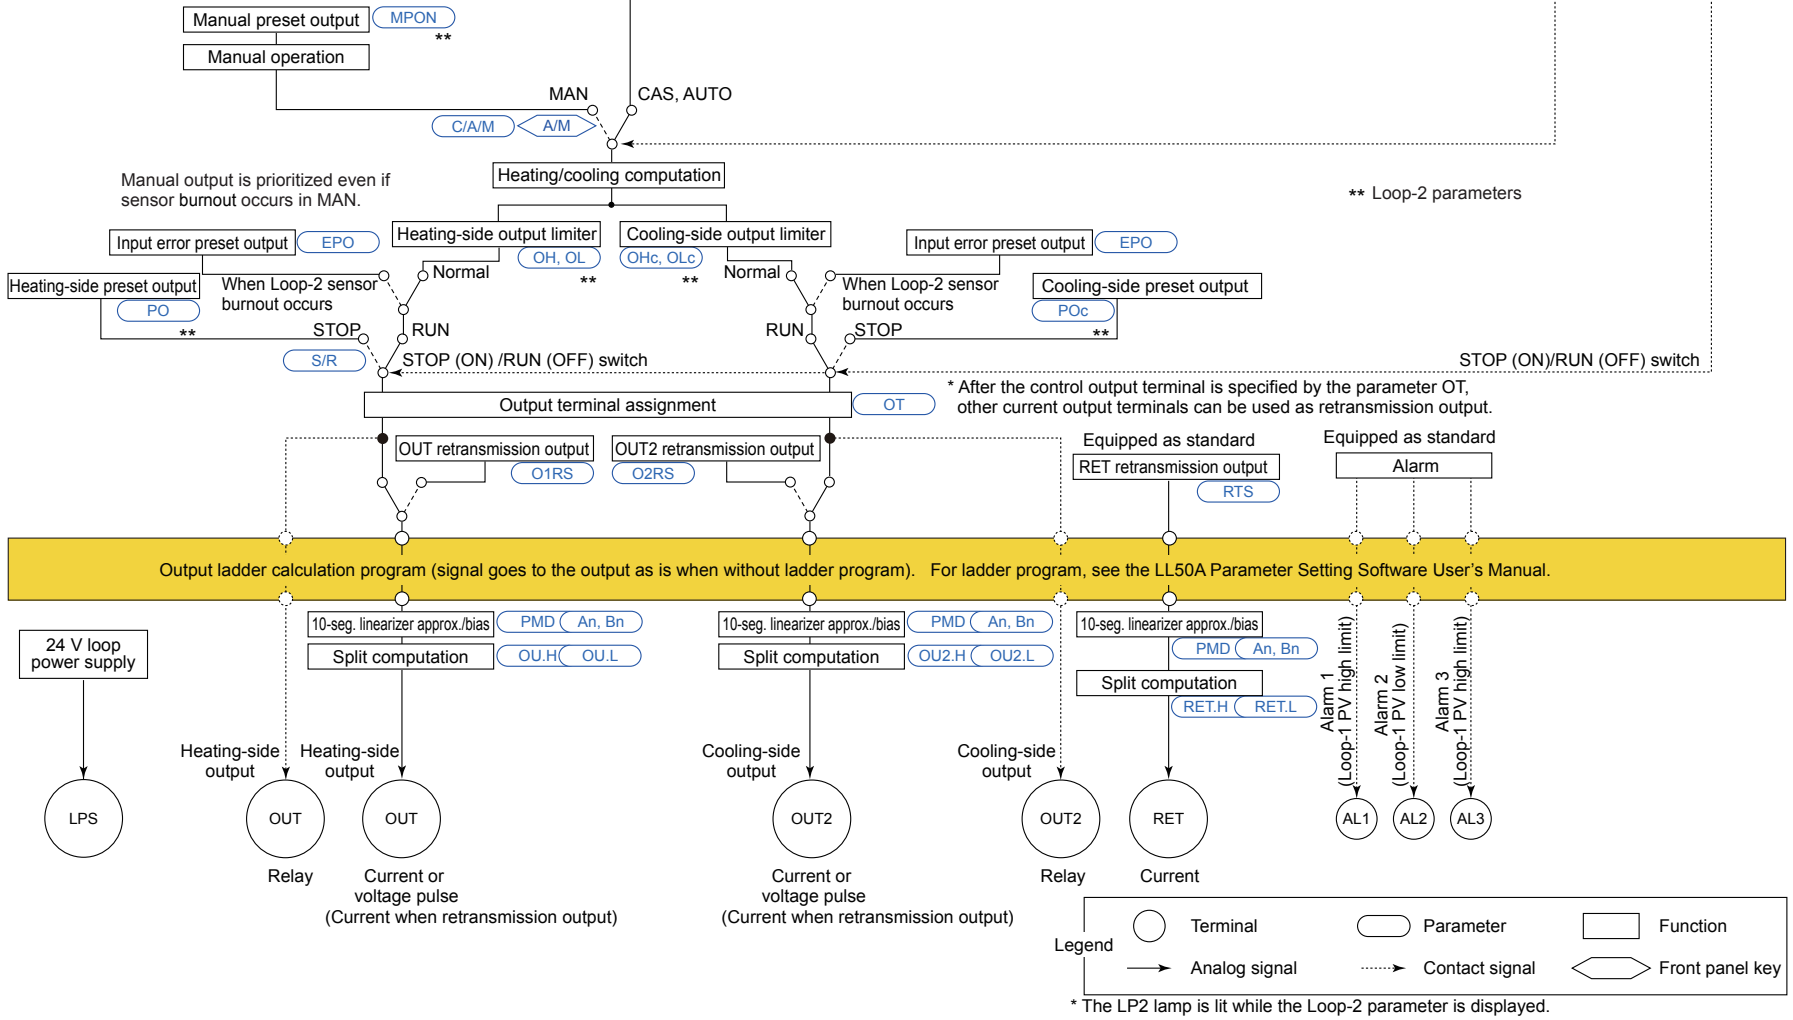 Manual preset output
MPON
**
Manual operation
MAN
CAS, AUTO
C/A/M
A/M
Heating/cooling computation
Manual output is prioritized even if
sensor burnout occurs in MAN.
** Loop-2 parameters
Input error preset output
EPO
Heating-side output limiter
OH, OL
**
Cooling-side output limiter
OHc, OLc
**
Input error preset output
EPO
Normal
Normal
Heating-side preset output
PO
**
When Loop-2 sensor
burnout occurs
When Loop-2 sensor
burnout occurs
Cooling-side preset output
POc
**
STOP
RUN
RUN
STOP
S/R
STOP (ON) /RUN (OFF) switch
STOP (ON)/RUN (OFF) switch
Output terminal assignment
OT
* After the control output terminal is specified by the parameter OT,
other current output terminals can be used as retransmission output.
OUT retransmission output
O1RS
OUT2 retransmission output
O2RS
Equipped as standard
RET retransmission output
RTS
Equipped as standard
Alarm
Output ladder calculation program (signal goes to the output as is when without ladder program). For ladder program, see the LL50A Parameter Setting Software User's Manual.
24 V loop
power supply
10-seg. linearizer approx./bias
PMD
An, Bn
Split computation
OU.H
OU.L
10-seg. linearizer approx./bias
PMD
An, Bn
Split computation
OU2.H
OU2.L
10-seg. linearizer approx./bias
PMD
An, Bn
Split computation
RET.H
RET.L
Alarm 1
(Loop-1 PV high limit)
Alarm 2
(Loop-1 PV low limit)
Alarm 3
(Loop-1 PV high limit)
Heating-side
output
Heating-side
output
Cooling-side
output
Cooling-side
output
LPS
OUT
OUT
OUT2
OUT2
RET
AL1
AL2
AL3
Relay
Current or
voltage pulse
(Current when retransmission output)
Current or
voltage pulse
(Current when retransmission output)
Relay
Current
Legend
Terminal
Parameter
Function
Analog signal
Contact signal
Front panel key
* The LP2 lamp is lit while the Loop-2 parameter is displayed.